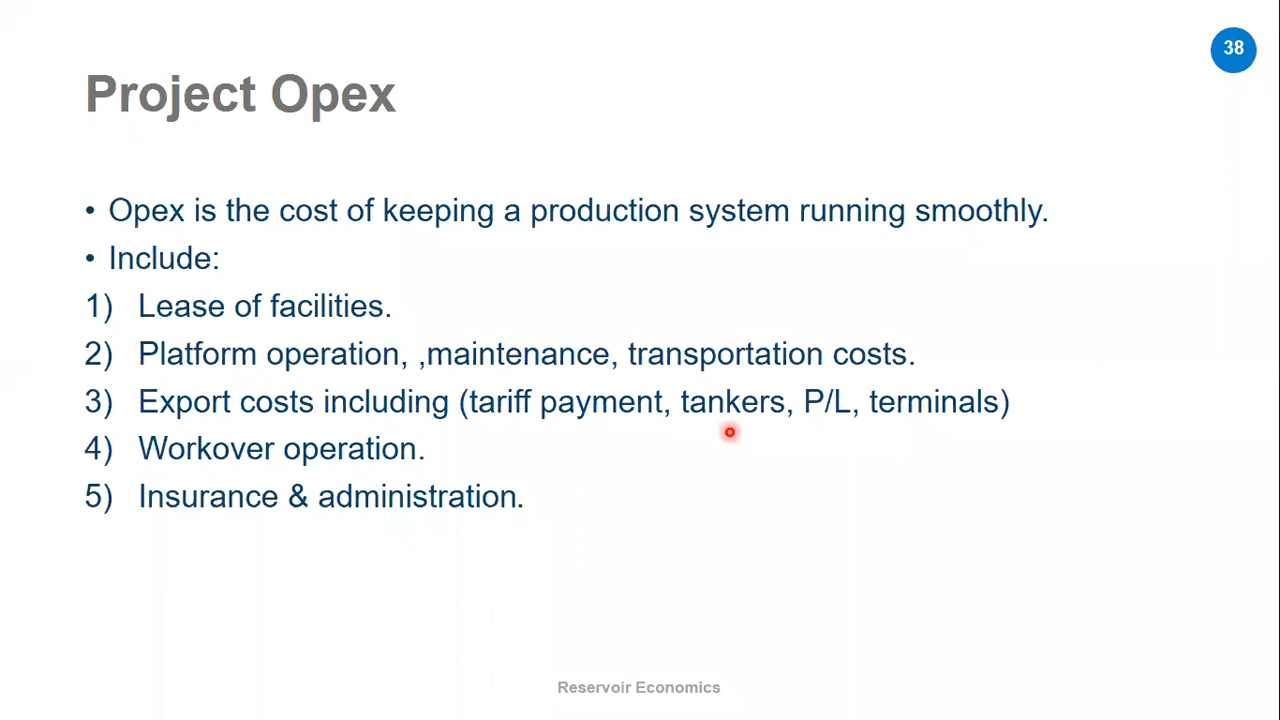 38
Project Opex
• Opex is the cost of keeping a production system running smoothly.
• Include:
1) Lease of facilities.
2) Platform operation, ,maintenance, transportation costs.
3) Export costs including (tariff payment, tankers, P/L, terminals)
4) Workover operation.
5) Insurance & administration.
Reservoir Economics